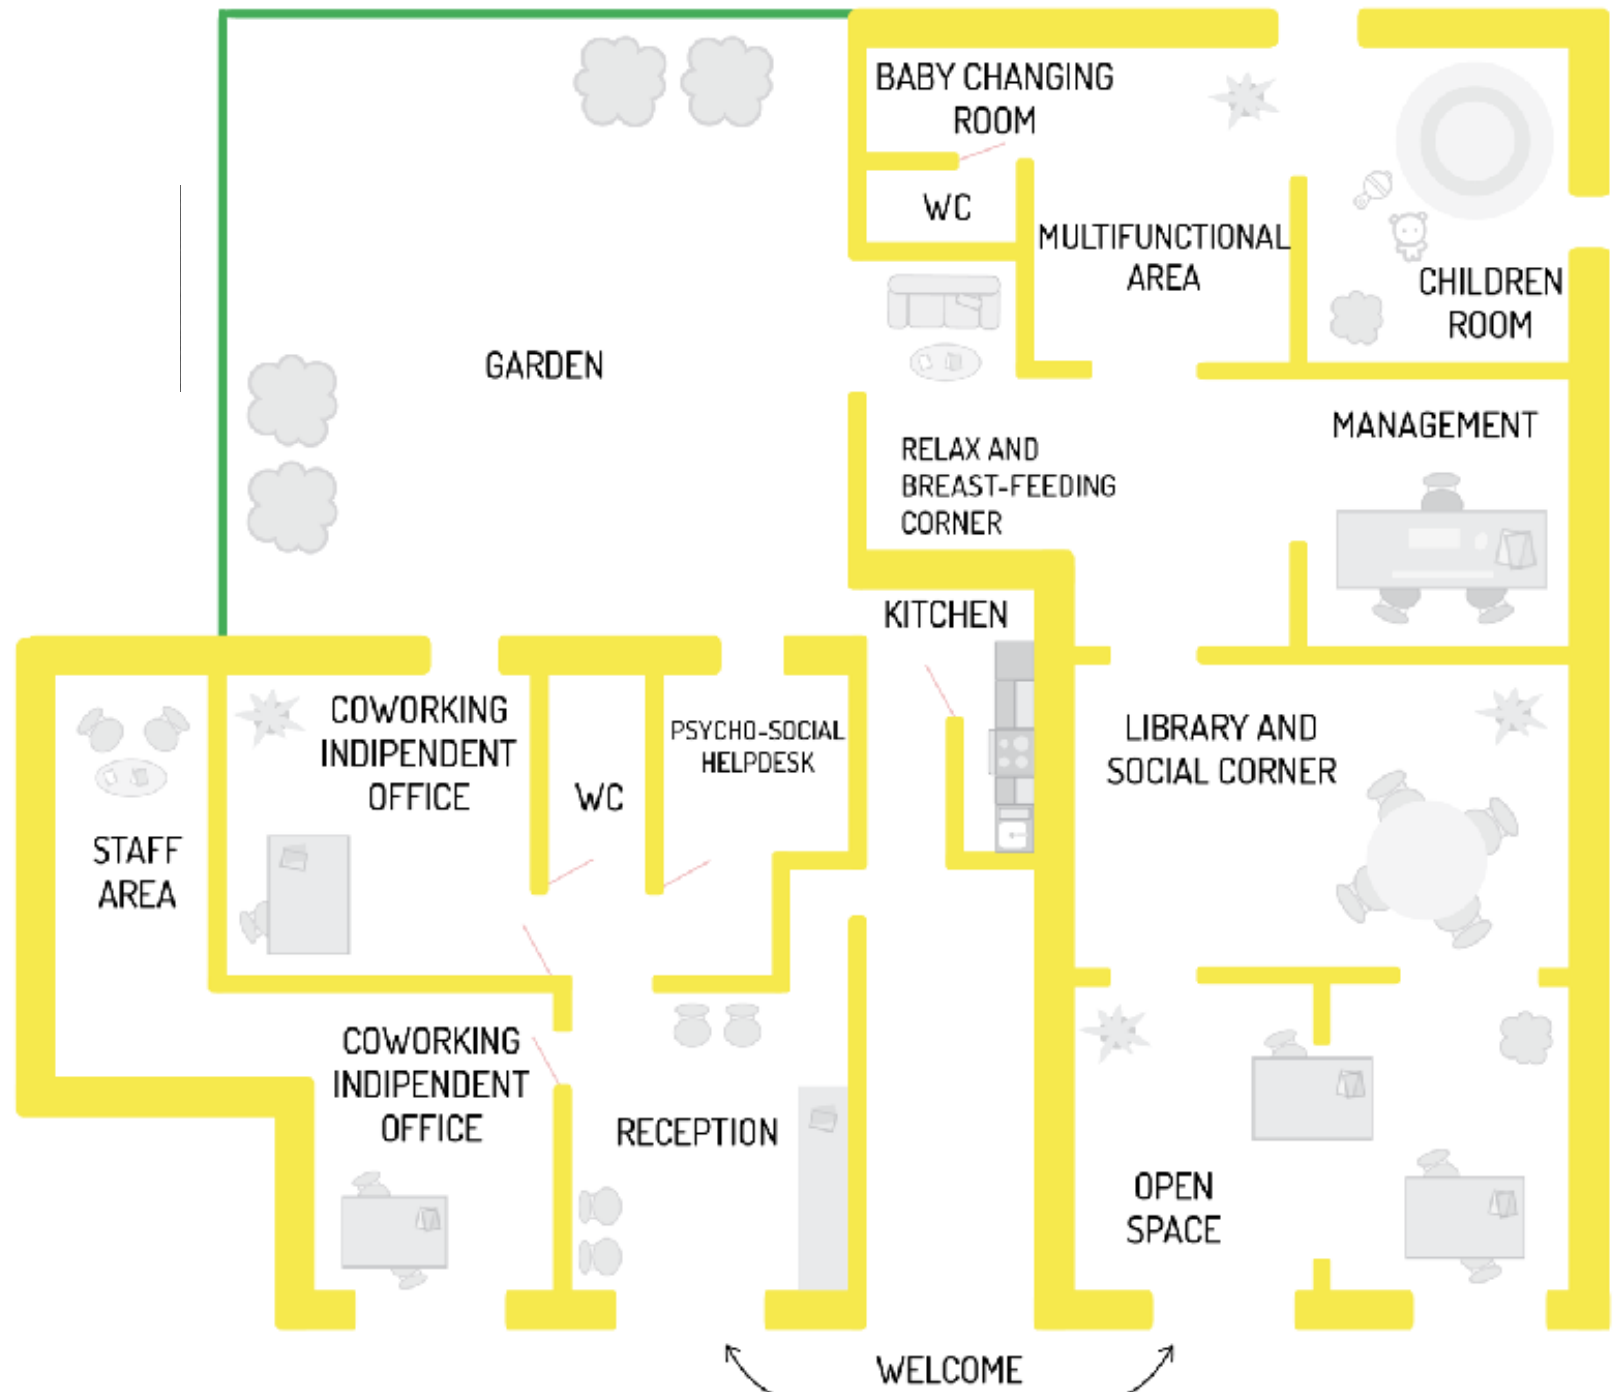 BABY CHANGING
ROOM
WC
MULTIFUNCTIONAL
AREA
CHILDREN
ROOM
GARDEN
MANAGEMENT
RELAX AND
BREAST-FEEDING
CORNER
KITCHEN
COWORKING
INDIPENDENT
OFFICE
WC
PSYCHO-SOCIAL
HELPDESK
LIBRARY AND
SOCIAL CORNER
STAFF
AREA
COWORKING
INDIPENDENT
OFFICE
RECEPTION
OPEN
SPACE
WELCOME